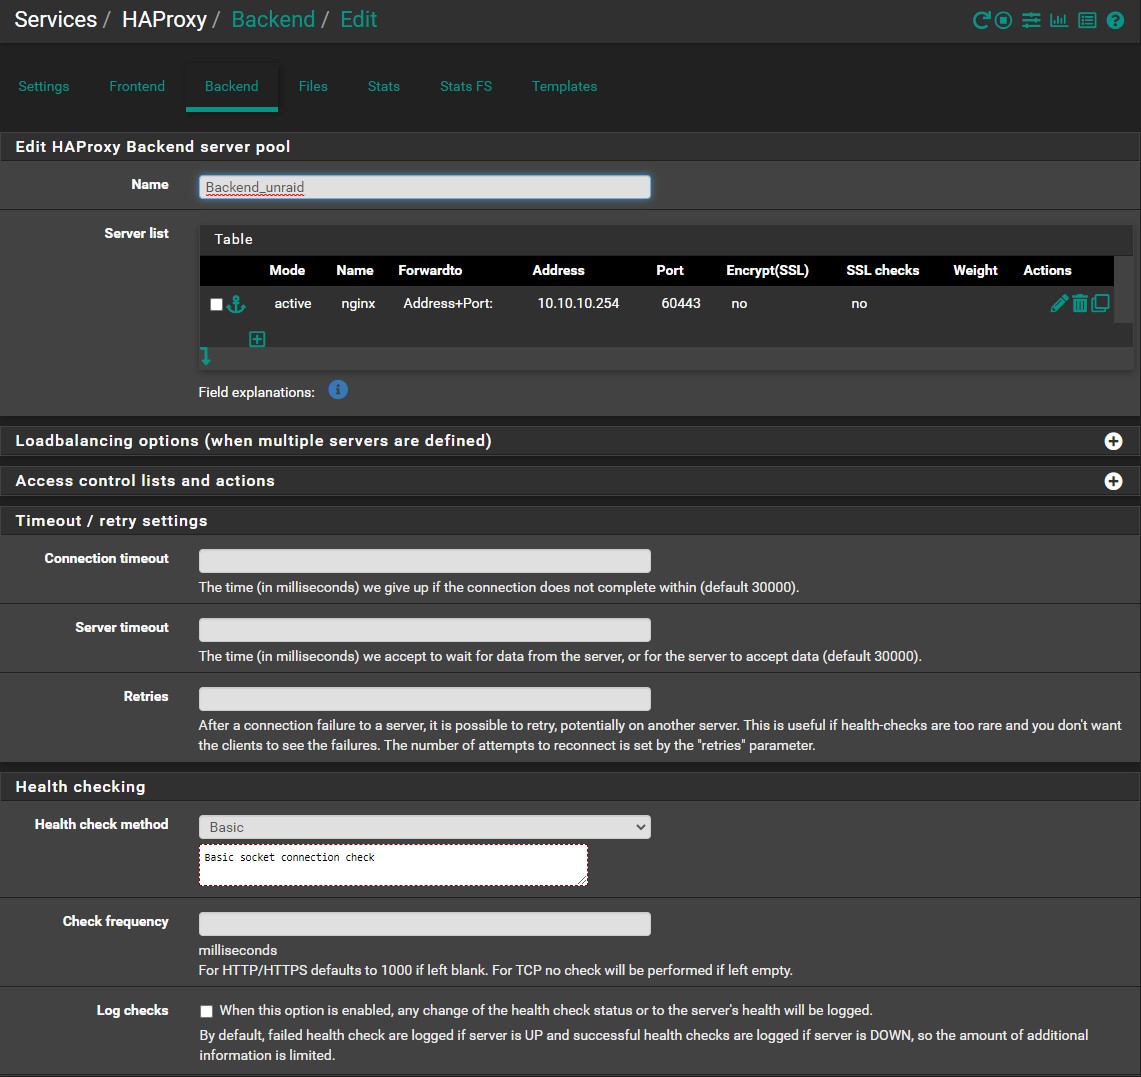 Services / HAProxy / Backend / Edit
Settings Frontend Backend Files Stats Stats FS Templates
Edit HAProxy Backend server pool
Name Backend_unraid
Server list Table
Mode Name Forwardto Address Port Encrypt(SSL) SSL checks Weight Actions
active nginx Address+Port: 10.10.10.254 60443 no no
Field explanations:
Loadbalancing options (when multiple servers are defined)
Access control lists and actions
Timeout / retry settings
Connection timeout
The time (in milliseconds) we give up if the connection does not complete within (default 30000).
Server timeout
The time (in milliseconds) we accept to wait for data from the server, or for the server to accept data (default 30000).
Retries
After a connection failure to a server, it is possible to retry, potentially on another server. This is useful if health-checks are too rare and you don't want
the clients to see the failures. The number of attempts to reconnect is set by the "retries" parameter.
Health checking
Health check method Basic
Basic socket connection check
Check frequency
milliseconds
For HTTP/HTTPS defaults to 1000 if left blank. For TCP no check will be performed if left empty.
Log checks When this option is enabled, any change of the health check status or to the server's health will be logged.
By default, failed health check are logged if server is UP and successful health checks are logged if server is DOWN, so the amount of additional
information is limited.